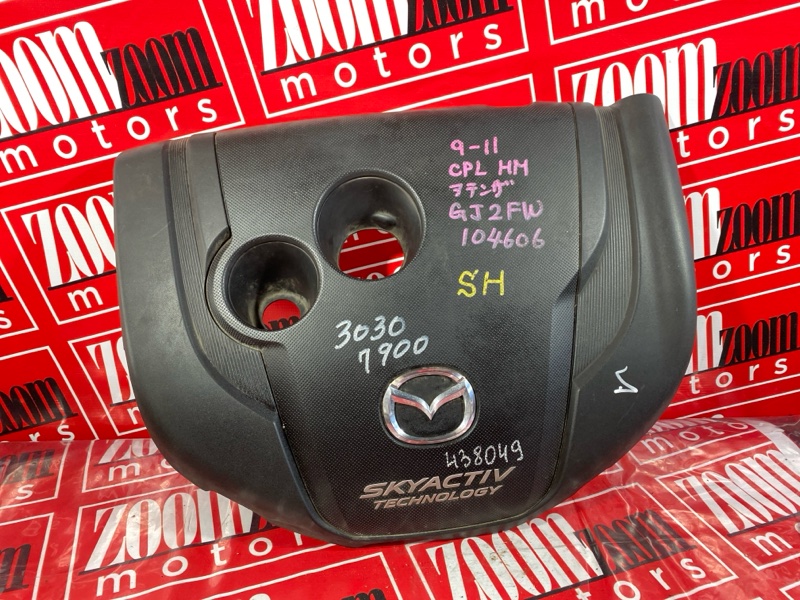 ZOOM zoom
motors
9-11
CPL HM
アテンザ
GJ2FW
104606
SH
3030
7900
438049
SKYACTIV
TECHNOLOGY